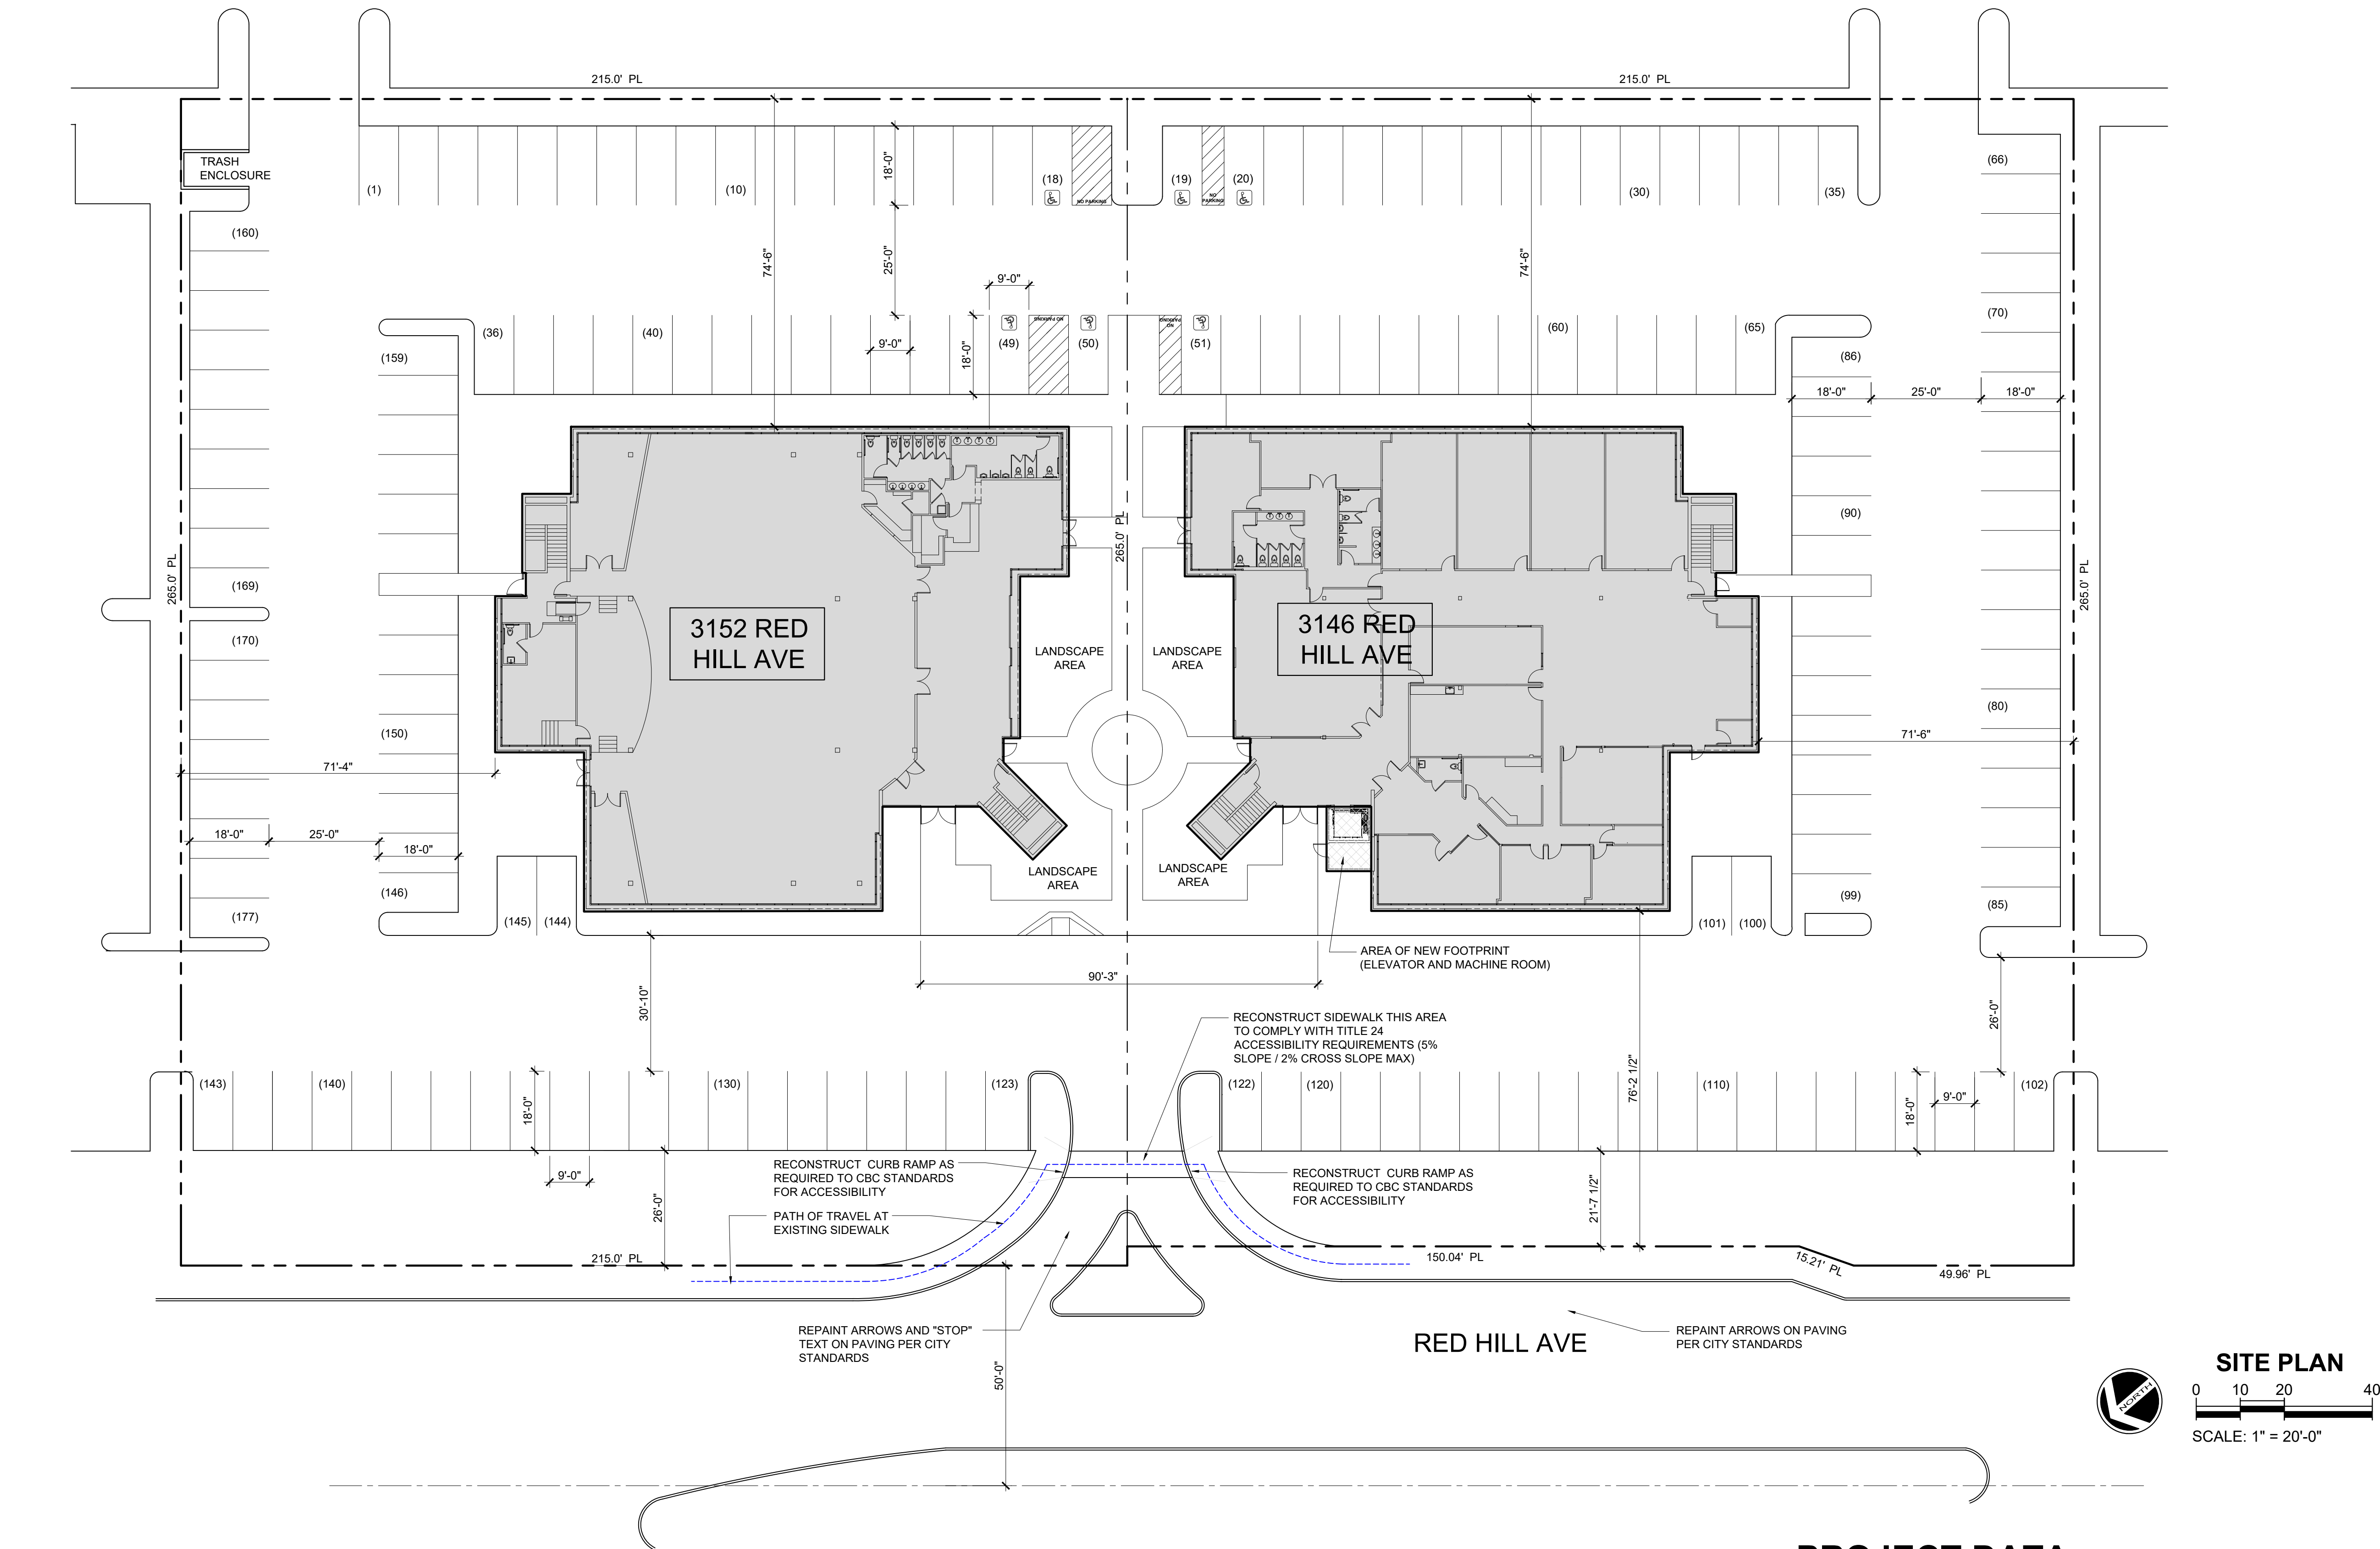 215.0' PL
215.0' PL
TRASH
ENCLOSURE
(1)
(10)
18'-0"
(18)
NO PARKING
(19)
NO
PARKING
(20)
(30)
(35)
(66)
(160)
74'-6"
25'-0"
9'-0"
74'-6"
(36)
(40)
9'-0"
18'-0"
(49)
NO PARKING
(50)
NO
PARKING
(51)
(60)
(65)
(70)
(159)
(86)
18'-0"
25'-0"
18'-0"
(90)
265.0' PL
265.0' PL
265.0' PL
(169)
(170)
3152 RED
HILL AVE
LANDSCAPE
AREA
LANDSCAPE
AREA
3146 RED
HILL AVE
(150)
(80)
71'-4"
71'-6"
18'-0"
25'-0"
18'-0"
LANDSCAPE
AREA
LANDSCAPE
AREA
(146)
(99)
(85)
(177)
(145)
(144)
(101)
(100)
AREA OF NEW FOOTPRINT
(ELEVATOR AND MACHINE ROOM)
90'-3"
30'-10"
26'-0"
RECONSTRUCT SIDEWALK THIS AREA
TO COMPLY WITH TITLE 24
ACCESSIBILITY REQUIREMENTS (5%
SLOPE / 2% CROSS SLOPE MAX)
(143)
(140)
18'-0"
(130)
(123)
(122)
(120)
76'-2 1/2"
(110)
18'-0"
9'-0"
(102)
9'-0"
RECONSTRUCT CURB RAMP AS
REQUIRED TO CBC STANDARDS
FOR ACCESSIBILITY
RECONSTRUCT CURB RAMP AS
REQUIRED TO CBC STANDARDS
FOR ACCESSIBILITY
26'-0"
21'-7 1/2"
PATH OF TRAVEL AT
EXISTING SIDEWALK
215.0' PL
150.04' PL
15.21' PL
49.96' PL
REPAINT ARROWS AND "STOP"
TEXT ON PAVING PER CITY
STANDARDS
50'-0"
RED HILL AVE
REPAINT ARROWS ON PAVING
PER CITY STANDARDS
NORTH
SITE PLAN
0 10 20 40
SCALE: 1" = 20'-0"
PROJECT DATA